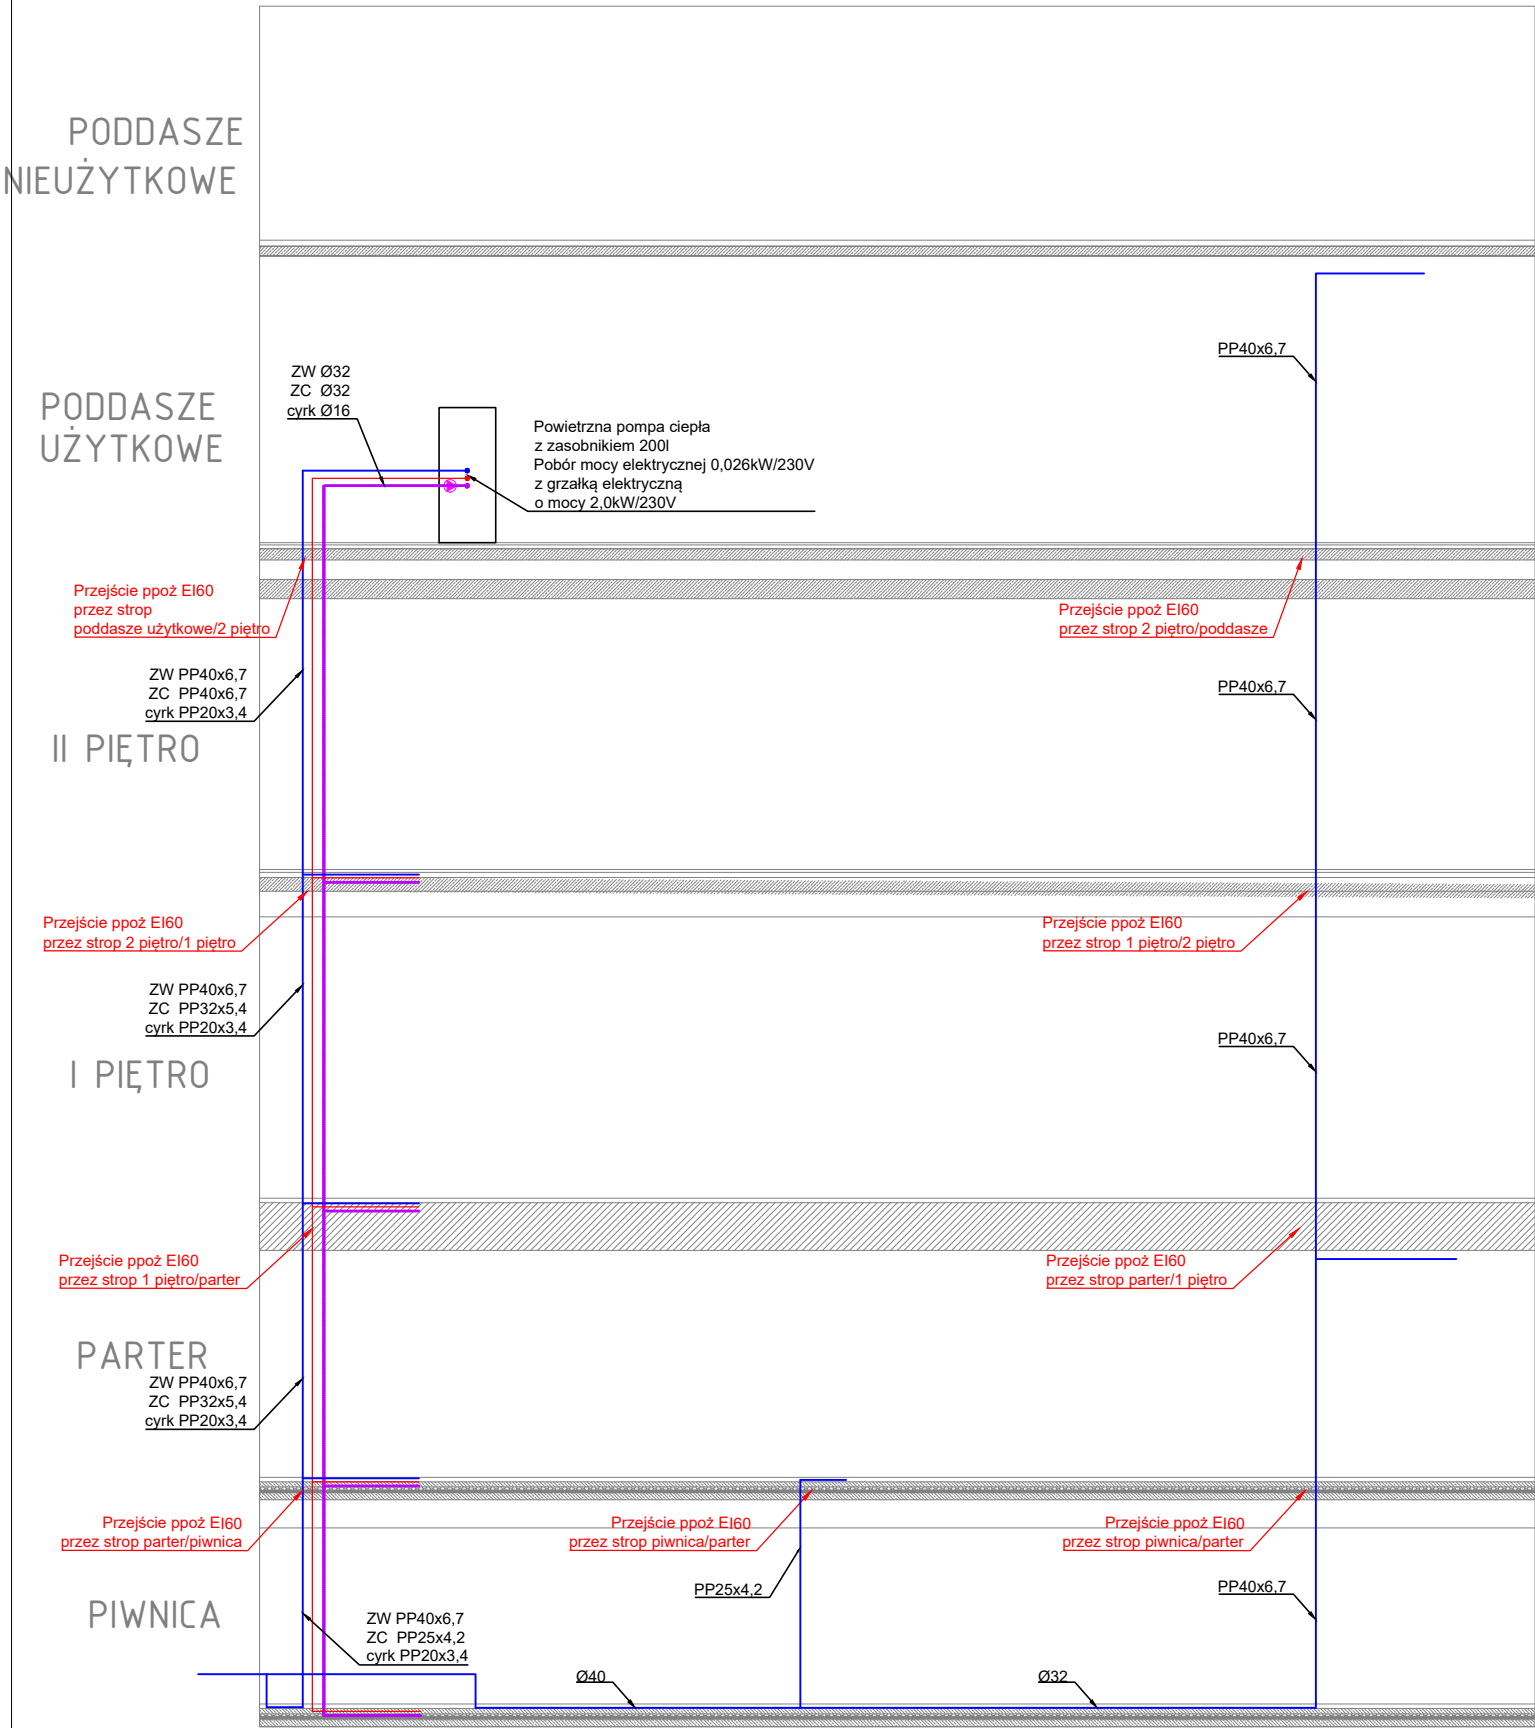 PODDASZE
NIEUŻYTKOWE
PODDASZE
UŻYTKOWE
ZW Ø32
ZC Ø32
cyrk Ø16
Powietrzna pompa ciepła
z zasobnikiem 200l
Pobór mocy elektrycznej 0,026kW/230V
z grzałką elektryczną
o mocy 2,0kW/230V
PP40x6,7
Przejście ppoż EI60
przez strop
poddasze użytkowe/2 piętro
Przejście ppoż EI60
przez strop 2 piętro/poddasze
ZW PP40x6,7
ZC PP40x6,7
cyrk PP20x3,4
PP40x6,7
II PIĘTRO
Przejście ppoż EI60
przez strop 2 piętro/1 piętro
Przejście ppoż EI60
przez strop 1 piętro/2 piętro
ZW PP40x6,7
ZC PP32x5,4
cyrk PP20x3,4
PP40x6,7
I PIĘTRO
Przejście ppoż EI60
przez strop 1 piętro/parter
Przejście ppoż EI60
przez strop parter/1 piętro
PARTER
ZW PP40x6,7
ZC PP32x5,4
cyrk PP20x3,4
Przejście ppoż EI60
przez strop parter/piwnica
Przejście ppoż EI60
przez strop piwnica/parter
Przejście ppoż EI60
przez strop piwnica/parter
PP25x4,2
PP40x6,7
PIWNICA
ZW PP40x6,7
ZC PP25x4,2
cyrk PP20x3,4
Ø40
Ø32